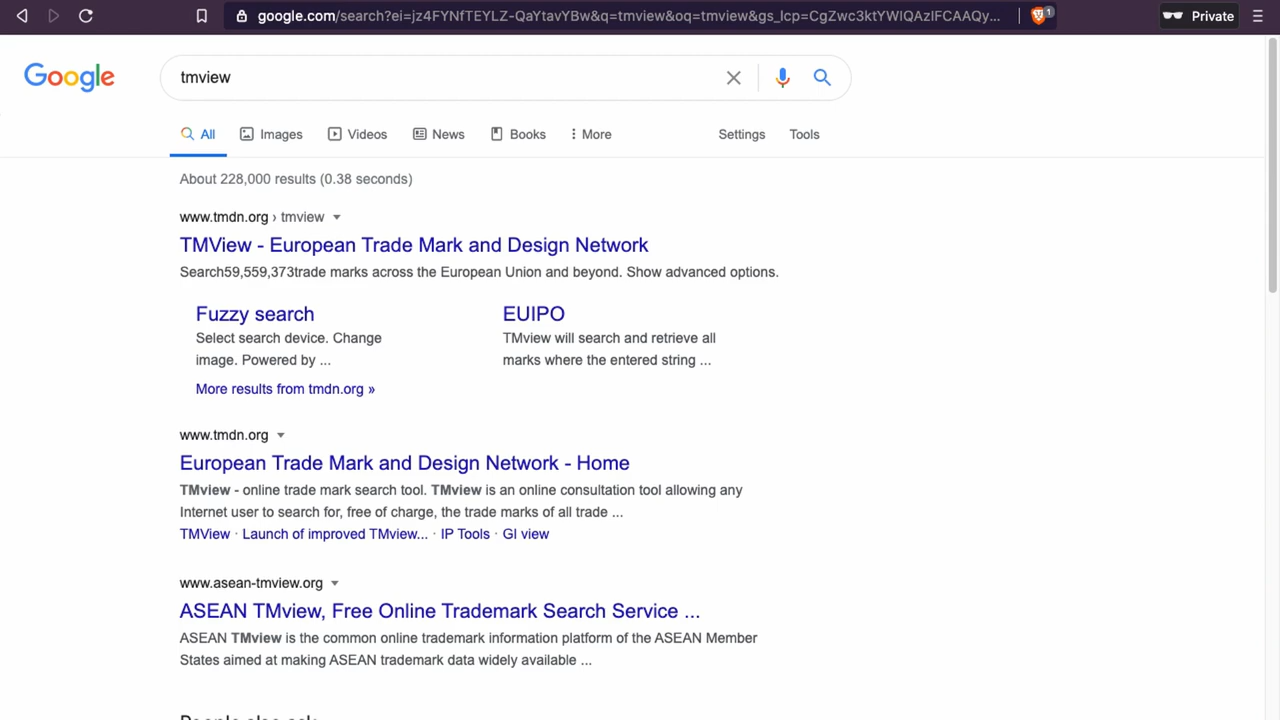 google.com/search?ei=jz4FYNfTEYLZ-QaYtavYBw&q=tmview&oq=tmview&gs_lcp=CgZwc3ktYWIQAzIFCAAQy...
1
Private
Google
tmview
All
Images
Videos
News
Books
More
Settings
Tools
About 228,000 results (0.38 seconds)
www.tmdn.org › tmview
TMView - European Trade Mark and Design Network
Search59,559,373trade marks across the European Union and beyond. Show advanced options.
Fuzzy search
Select search device. Change
image. Powered by ...
EUIPO
TMview will search and retrieve all
marks where the entered string ...
More results from tmdn.org »
www.tmdn.org
European Trade Mark and Design Network - Home
TMview - online trade mark search tool. TMview is an online consultation tool allowing any
Internet user to search for, free of charge, the trade marks of all trade ...
TMView · Launch of improved TMview... · IP Tools · GI view
www.asean-tmview.org
ASEAN TMview, Free Online Trademark Search Service ...
ASEAN TMview is the common online trademark information platform of the ASEAN Member
States aimed at making ASEAN trademark data widely available ...
People also ask